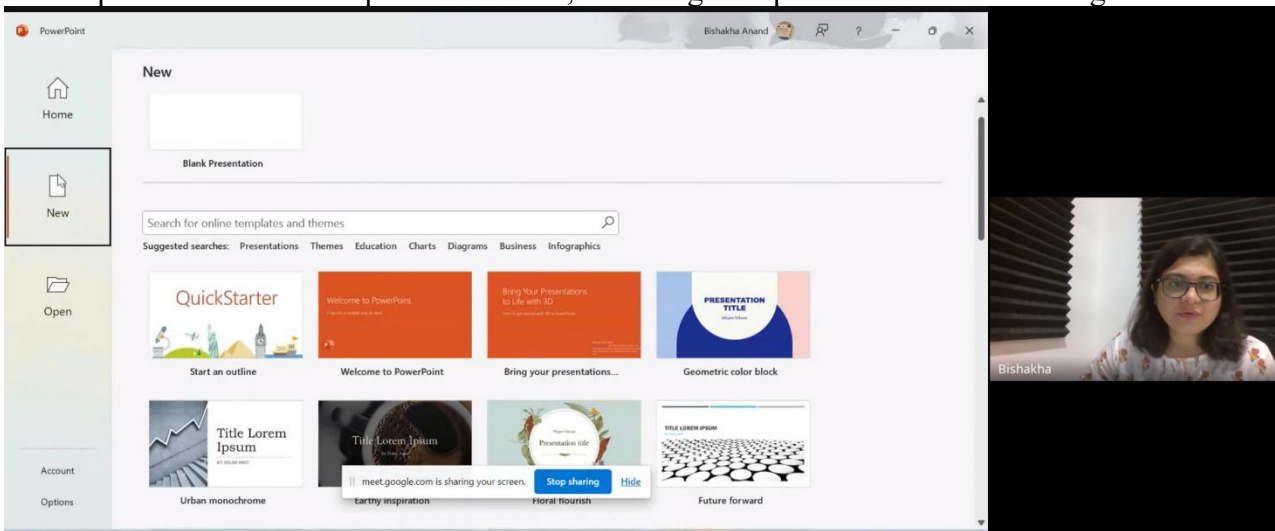 PowerPoint
Bishakha Anand
?
Home
New
Open
Account
Options
New
Blank Presentation
Search for online templates and themes
Suggested searches: Presentations Themes Education Charts Diagrams Business Infographics
QuickStarter
Start an outline
Welcome to PowerPoint
Welcome to PowerPoint
Bring Your Presentations
to Life with 3D
Bring your presentations...
PRESENTATION
TITLE
Geometric color block
Title Lorem
Ipsum
Urban monochrome
Title Lorem Ipsum
Earthy inspiration
Presentation title
Floral flourish
TITLE LOREM IPSUM
Future forward
meet.google.com is sharing your screen. Stop sharing Hide
Bishakha